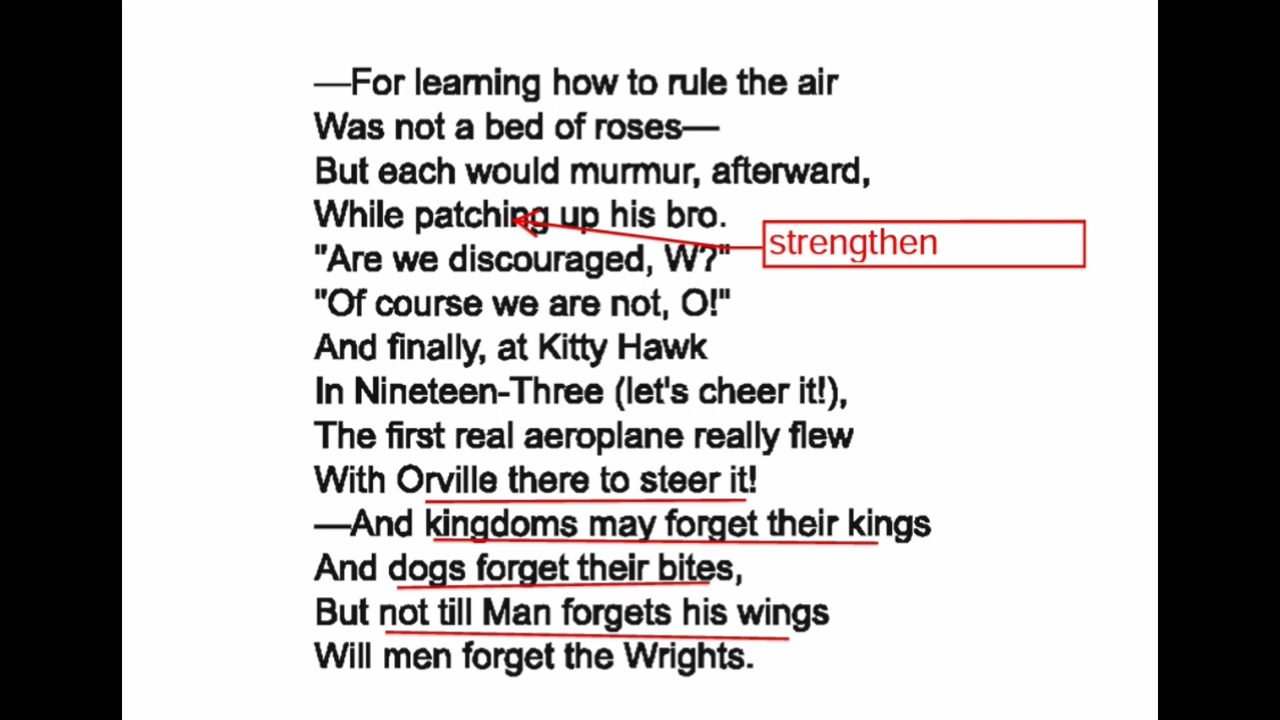 —For learning how to rule the air
Was not a bed of roses—
But each would murmur, afterward,
While patching up his bro.
strengthen
"Are we discouraged, W?"
"Of course we are not, O!"
And finally, at Kitty Hawk
In Nineteen-Three (let's cheer it!),
The first real aeroplane really flew
With Orville there to steer it!
—And kingdoms may forget their kings
And dogs forget their bites,
But not till Man forgets his wings
Will men forget the Wrights.